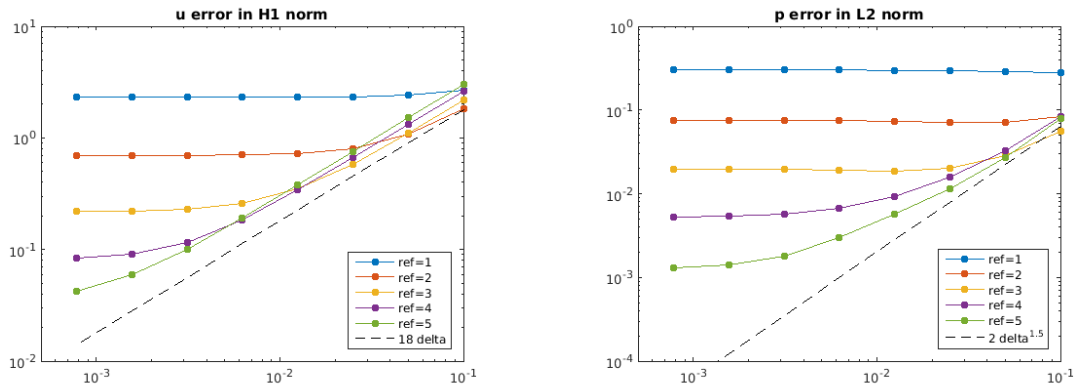 u error in H1 norm
10^1
10^0
10^-1
10^-2
10^-3
10^-2
10^-1
ref=1
ref=2
ref=3
ref=4
ref=5
18 delta
p error in L2 norm
10^0
10^-1
10^-2
10^-3
10^-4
10^-3
10^-2
10^-1
ref=1
ref=2
ref=3
ref=4
ref=5
2 delta^1.5